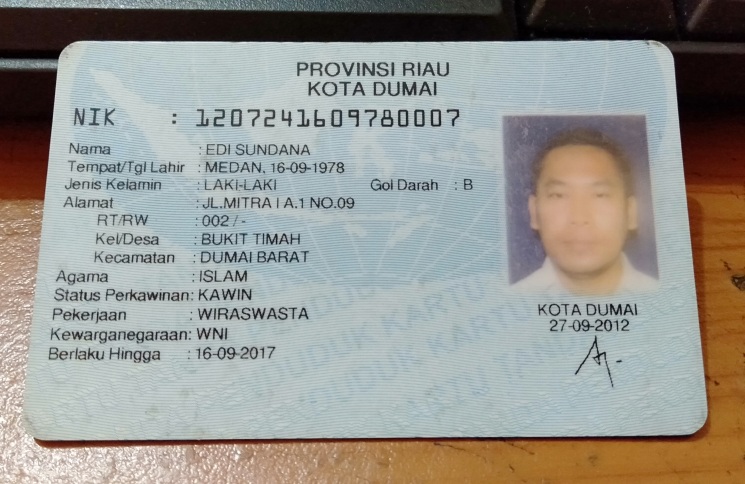 PROVINSI RIAU
KOTA DUMAI
NIK : 1207241609780007
Nama : EDI SUNDANA
Tempat/Tgl Lahir : MEDAN, 16-09-1978
Jenis Kelamin : LAKI-LAKI Gol Darah : B
Alamat : JL.MITRA I A.1 NO.09
RT/RW : 002 / -
Kel/Desa : BUKIT TIMAH
Kecamatan : DUMAI BARAT
Agama : ISLAM
Status Perkawinan: KAWIN
Pekerjaan : WIRASWASTA
Kewarganegaraan: WNI
Berlaku Hingga : 16-09-2017
KOTA DUMAI
27-09-2012